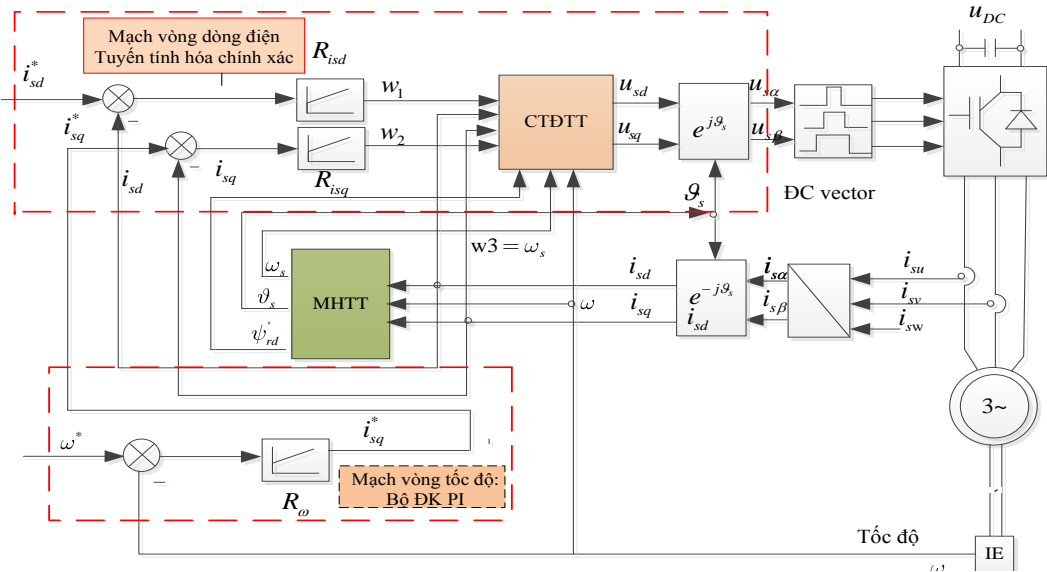 u_DC
Mạch vòng dòng điện
Tuyến tính hóa chính xác
R_isd
i*_sd
w_1
u_sd
u_sα
i*_sq
CTĐTT
e^{jϑ_s}
w_2
u_sq
u_sβ
i_sd
i_sq
R_isq
ϑ_s
ĐC vector
w3 = ω_s
ω_s
ϑ_s
ψ'_rd
MHTT
i_sd
ω
i_sq
e^{-jϑ_s}
i_sd
i_sα
i_sβ
i_su
i_sv
i_sw
3~
ω*
i*_sq
R_ω
Mạch vòng tốc độ:
Bộ ĐK PI
Tốc độ
IE
ω